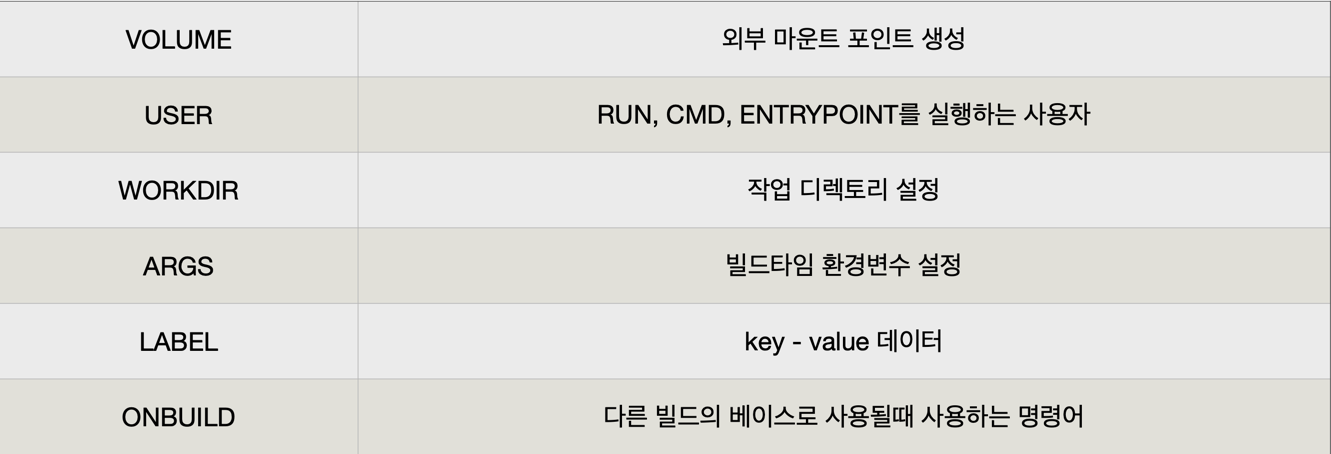 VOLUME 외부 마운트 포인트 생성
USER RUN, CMD, ENTRYPOINT를 실행하는 사용자
WORKDIR 작업 디렉토리 설정
ARGS 빌드타임 환경변수 설정
LABEL key - value 데이터
ONBUILD 다른 빌드의 베이스로 사용될때 사용하는 명령어